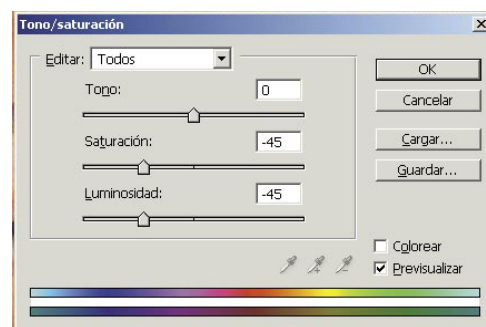 Tono/saturación
Editar: Todos
OK
Tono: 0
Cancelar
Saturación: -45
Cargar...
Guardar...
Luminosidad: -45
Colorear
Previsualizar